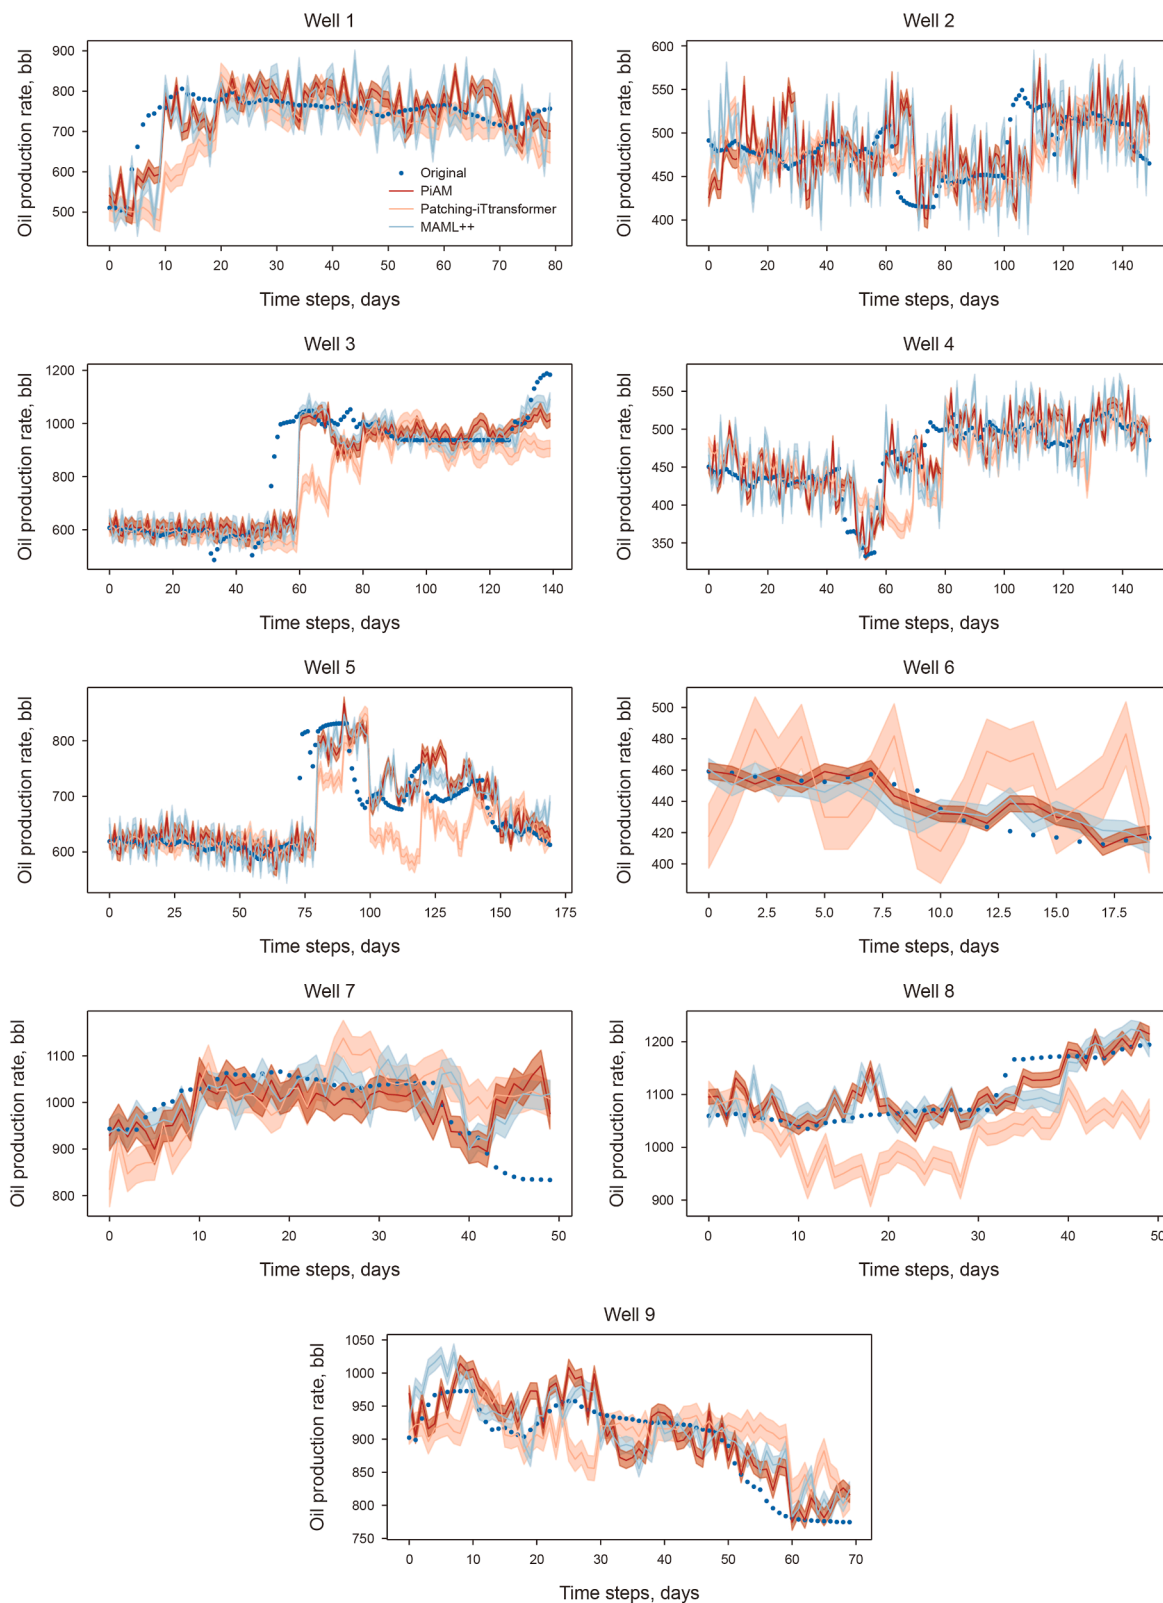 Well 1
Oil production rate, bbl
900
800
700
600
500
Original
PiAM
Patching-iTtransformer
MAML++
0 10 20 30 40 50 60 70 80
Time steps, days
Well 2
Oil production rate, bbl
600
550
500
450
400
0 20 40 60 80 100 120 140
Time steps, days
Well 3
Oil production rate, bbl
1200
1000
800
600
0 20 40 60 80 100 120 140
Time steps, days
Well 4
Oil production rate, bbl
550
500
450
400
350
0 20 40 60 80 100 120 140
Time steps, days
Well 5
Oil production rate, bbl
800
700
600
0 25 50 75 100 125 150 175
Time steps, days
Well 6
Oil production rate, bbl
500
480
460
440
420
400
0 2.5 5.0 7.5 10.0 12.5 15.0 17.5
Time steps, days
Well 7
Oil production rate, bbl
1100
1000
900
800
0 10 20 30 40 50
Time steps, days
Well 8
Oil production rate, bbl
1200
1100
1000
900
0 10 20 30 40 50
Time steps, days
Well 9
Oil production rate, bbl
1050
1000
950
900
850
800
750
0 10 20 30 40 50 60 70
Time steps, days